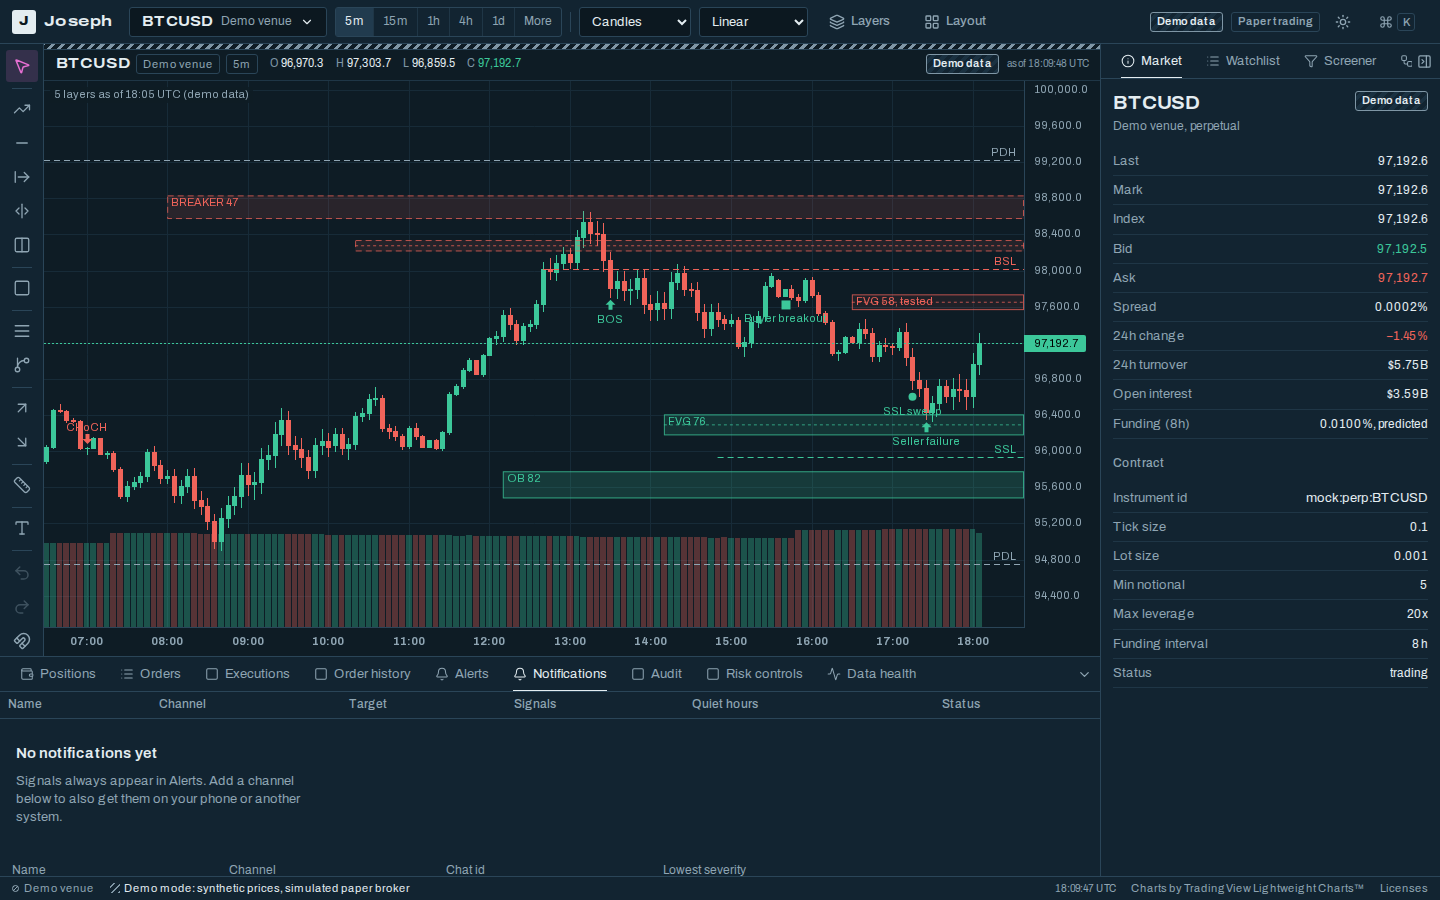 J Joseph
BTCUSD Demo venue
5m 15m 1h 4h 1d More
Candles
Linear
Layers
Layout
Demo data
Paper trading
⌘ K
BTCUSD Demo venue 5m O 96,970.3 H 97,303.7 L 96,859.5 C 97,192.7
Demo data as of 18:09:48 UTC
5 layers as of 18:05 UTC (demo data)
100,000.0
99,600.0
99,200.0
98,800.0
98,400.0
98,000.0
97,600.0
97,192.7
96,800.0
96,400.0
96,000.0
95,600.0
95,200.0
94,800.0
94,400.0
PDH
BREAKER 47
BSL
FVG 58, tested
BOS
Buyer breakout
CHoCH
SSL sweep
FVG 76
Seller failure
SSL
OB 82
PDL
07:00 08:00 09:00 10:00 11:00 12:00 13:00 14:00 15:00 16:00 17:00 18:00
Market Watchlist Screener
BTCUSD
Demo data
Demo venue, perpetual
Last 97,192.6
Mark 97,192.6
Index 97,192.6
Bid 97,192.5
Ask 97,192.7
Spread 0.0002%
24h change −1.45%
24h turnover $5.75B
Open interest $3.59B
Funding (8h) 0.0100%, predicted
Contract
Instrument id mock:perp:BTCUSD
Tick size 0.1
Lot size 0.001
Min notional 5
Max leverage 20x
Funding interval 8h
Status trading
Positions Orders Executions Order history Alerts Notifications Audit Risk controls Data health
Name Channel Target Signals Quiet hours Status
No notifications yet
Signals always appear in Alerts. Add a channel
below to also get them on your phone or another
system.
Name Channel Chat id Lowest severity
Demo venue
Demo mode: synthetic prices, simulated paper broker
18:09:47 UTC
Charts by TradingView Lightweight Charts™
Licenses